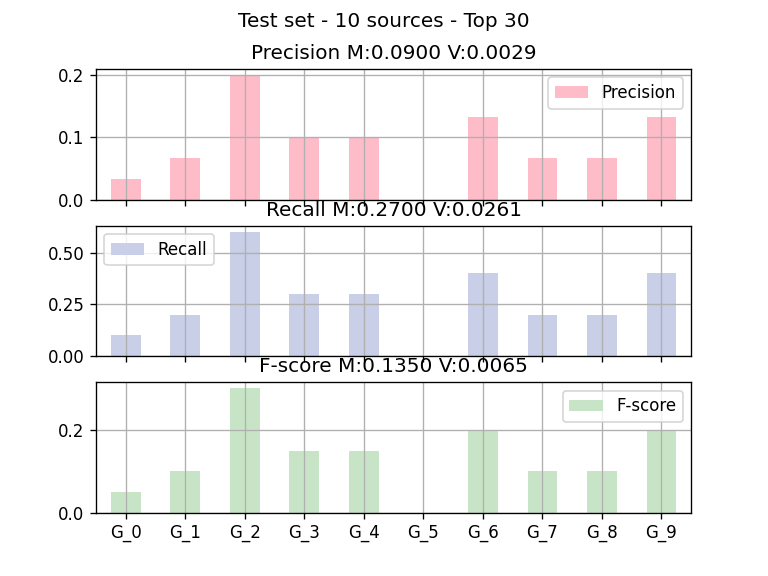 Test set - 10 sources - Top 30
Precision M:0.0900 V:0.0029
0.2
0.1
0.0
Precision
Recall M:0.2700 V:0.0261
0.50
0.25
0.00
Recall
F-score M:0.1350 V:0.0065
0.2
0.0
F-score
G_0 G_1 G_2 G_3 G_4 G_5 G_6 G_7 G_8 G_9